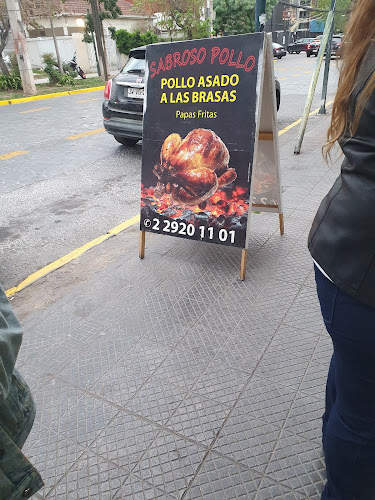 SABROSO POLLO
POLLO ASADO
A LAS BRASAS
Papas Fritas
2 2920 11 01